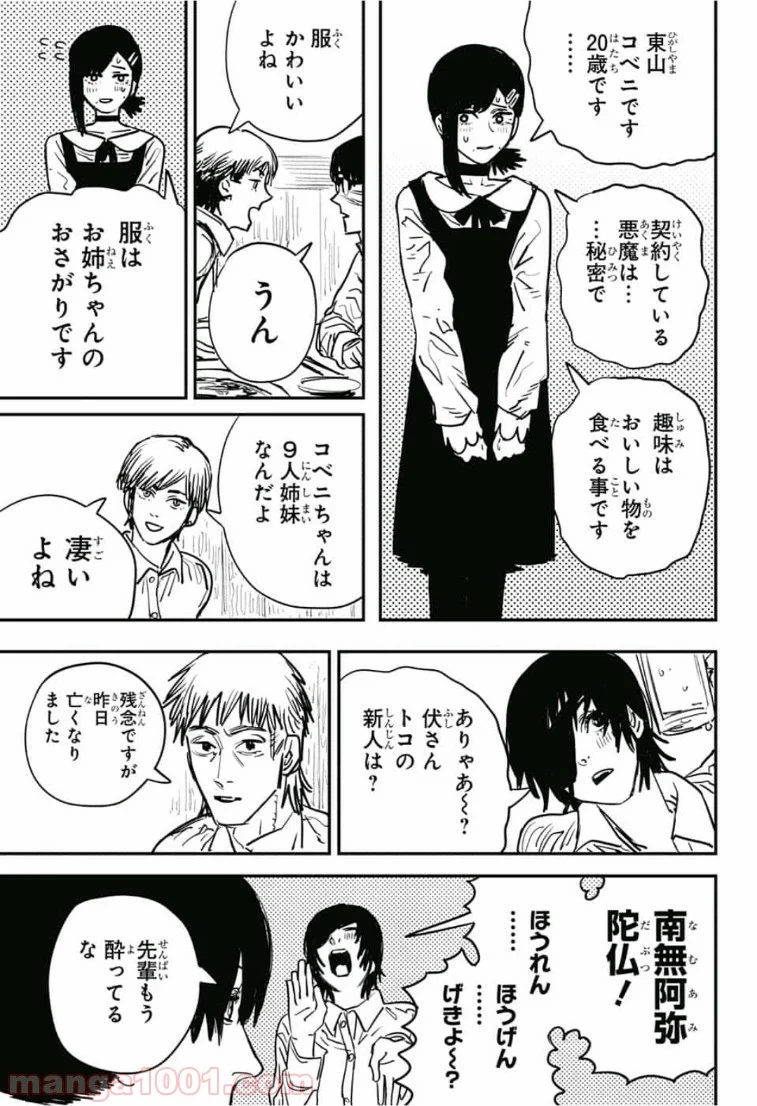 東山
コベニです
20歳です
……
契約している
悪魔は…
…秘密で
趣味は
おいしい物を
食べる事です
服
かわいい
よね
うん
服は
お姉ちゃんの
おさがりです
コベニちゃんは
9人姉妹
なんだよ
凄い
よね
ありゃあ〜?
伏さん
トコの
新人は?
残念ですが
昨日
亡くなり
ました
南無阿弥
陀仏!
ほうれん
……
ほうげん
……
げきよ〜?
先輩もう
酔ってる
な
manga1001.com